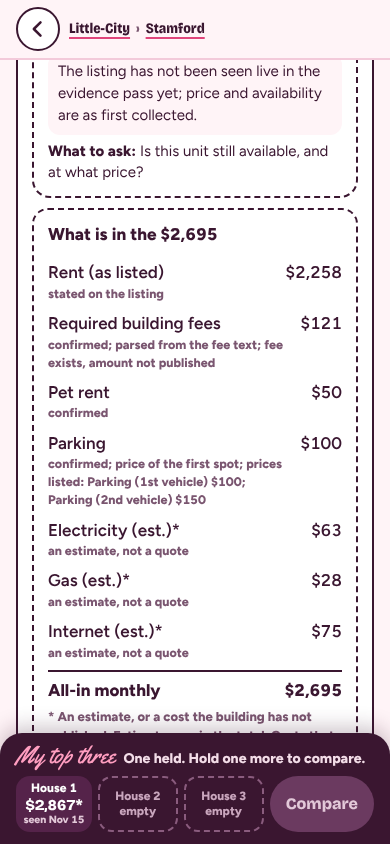 Little-City › Stamford
The listing has not been seen live in the
evidence pass yet; price and availability
are as first collected.
What to ask: Is this unit still available, and
at what price?
What is in the $2,695
Rent (as listed) $2,258
stated on the listing
Required building fees $121
confirmed; parsed from the fee text; fee
exists, amount not published
Pet rent $50
confirmed
Parking $100
confirmed; price of the first spot; prices
listed: Parking (1st vehicle) $100;
Parking (2nd vehicle) $150
Electricity (est.)* $63
an estimate, not a quote
Gas (est.)* $28
an estimate, not a quote
Internet (est.)* $75
an estimate, not a quote
All-in monthly $2,695
* An estimate, or a cost the building has not
My top three One held. Hold one more to compare.
House 1
$2,867*
seen Nov 15
House 2
empty
House 3
empty
Compare